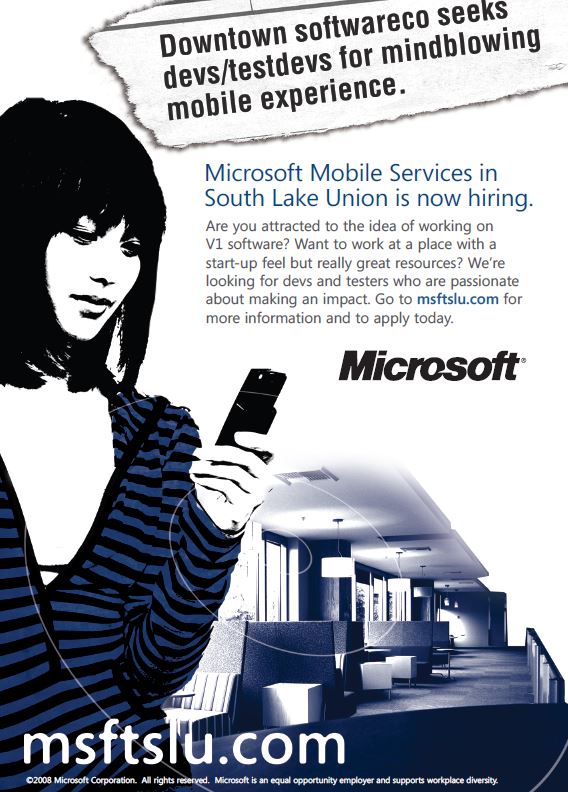 Downtown softwareco seeks
devs/testdevs for mindblowing
mobile experience.
Microsoft Mobile Services in
South Lake Union is now hiring.
Are you attracted to the idea of working on
V1 software? Want to work at a place with a
start-up feel but really great resources? We’re
looking for devs and testers who are passionate
about making an impact. Go to msftslu.com for
more information and to apply today.
Microsoft®
msftslu.com
©2008 Microsoft Corporation. All rights reserved. Microsoft is an equal opportunity employer and supports workplace diversity.